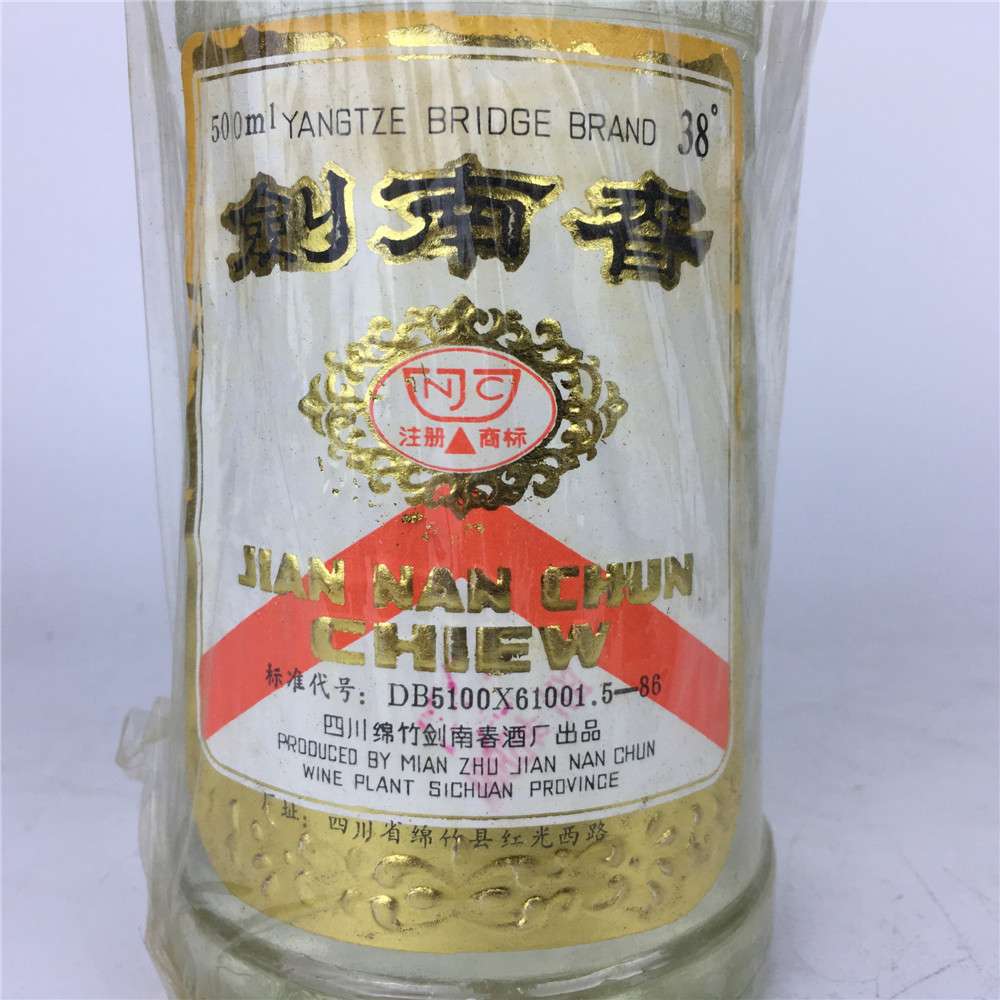 500ml YANGTZE BRIDGE BRAND 38°
劍南春
NJC
注册 商标
JIAN NAN CHUN
CHIEW
标准代号：DB5100X61001.5—86
四川绵竹剑南春酒厂出品
PRODUCED BY MIAN ZHU JIAN NAN CHUN
WINE PLANT SICHUAN PROVINCE
厂址：四川省绵竹县红光西路